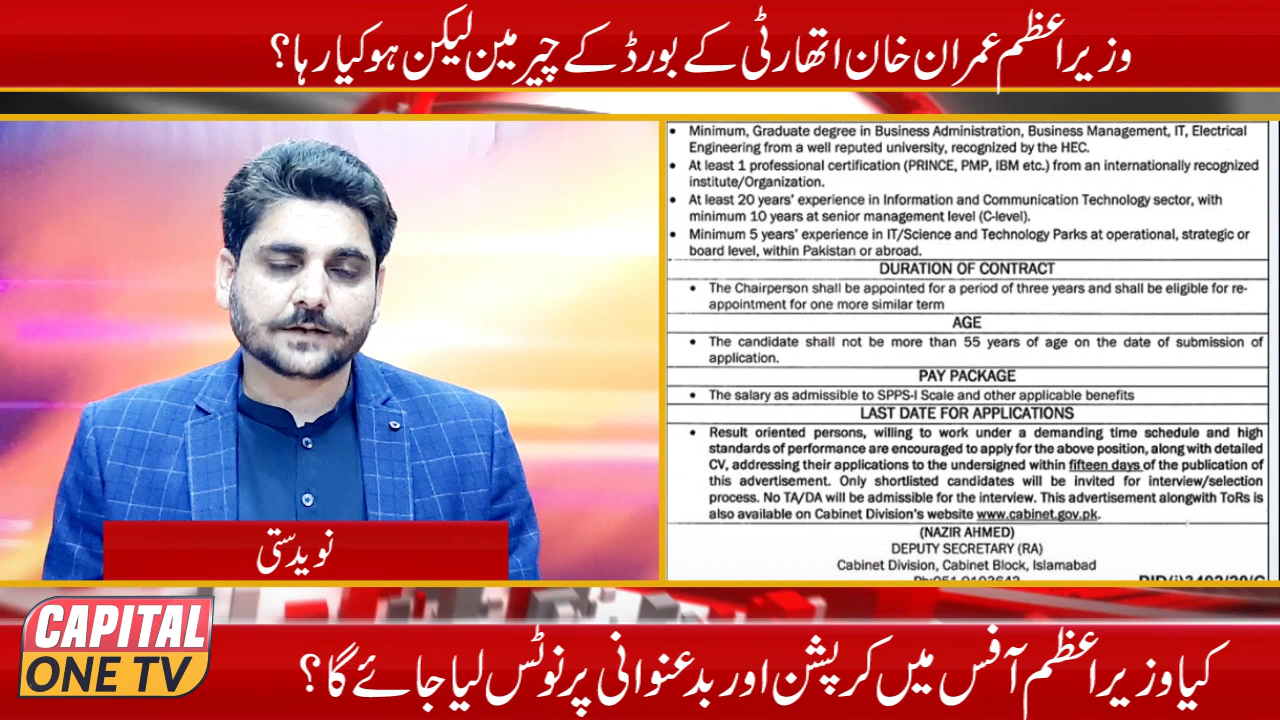 وزیراعظم عمران خان اتھارٹی کے بورڈ کے چیرمین لیکن ہو کیا رہا؟
• Minimum, Graduate degree in Business Administration, Business Management, IT, Electrical
Engineering from a well reputed university, recognized by the HEC.
• At least 1 professional certification (PRINCE, PMP, IBM etc.) from an internationally recognized
institute/Organization.
• At least 20 years' experience in Information and Communication Technology sector, with
minimum 10 years at senior management level (C-level).
• Minimum 5 years' experience in IT/Science and Technology Parks at operational, strategic or
board level, within Pakistan or abroad.
DURATION OF CONTRACT
• The Chairperson shall be appointed for a period of three years and shall be eligible for re-
appointment for one more similar term
AGE
• The candidate shall not be more than 55 years of age on the date of submission of
application.
PAY PACKAGE
• The salary as admissible to SPPS-I Scale and other applicable benefits
LAST DATE FOR APPLICATIONS
• Result oriented persons, willing to work under a demanding time schedule and high
standards of performance are encouraged to apply for the above position, along with detailed
CV, addressing their applications to the undersigned within fifteen days of the publication of
this advertisement. Only shortlisted candidates will be invited for interview/selection
process. No TA/DA will be admissible for the interview. This advertisement alongwith ToRs is
also available on Cabinet Division's website www.cabinet.gov.pk.
(NAZIR AHMED)
DEPUTY SECRETARY (RA)
Cabinet Division, Cabinet Block, Islamabad
نوید ستی
CAPITAL
ONE TV
کیا وزیراعظم آفس میں کرپشن اور بدعنوانی پر نوٹس لیا جائے گا؟